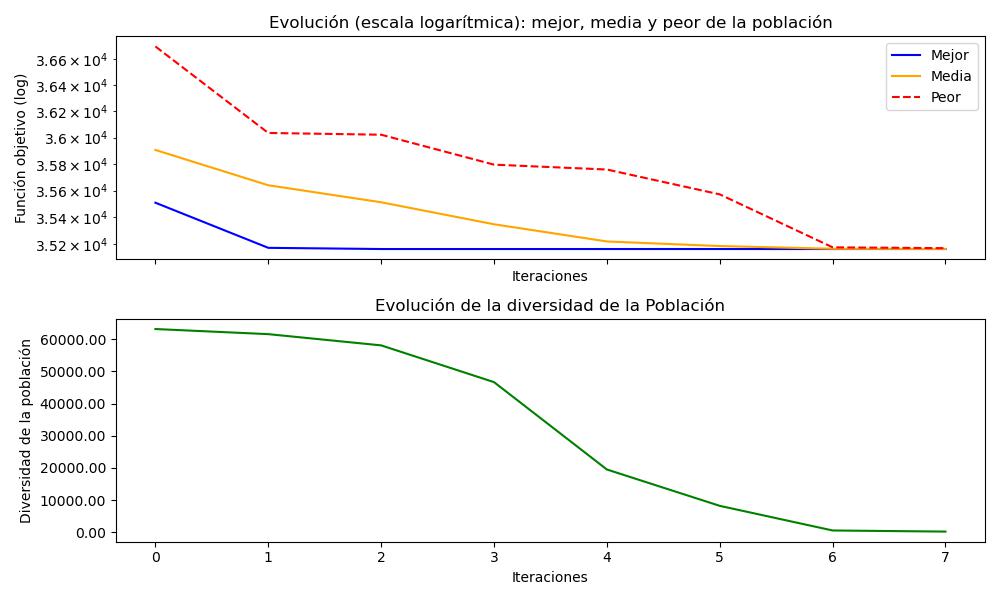 Evolución (escala logarítmica): mejor, media y peor de la población
Función objetivo (log)
3.66 × 10⁴
3.64 × 10⁴
3.62 × 10⁴
3.6 × 10⁴
3.58 × 10⁴
3.56 × 10⁴
3.54 × 10⁴
3.52 × 10⁴
Mejor
Media
Peor
Iteraciones
Evolución de la diversidad de la Población
Diversidad de la población
60000.00
50000.00
40000.00
30000.00
20000.00
10000.00
0.00
0 1 2 3 4 5 6 7
Iteraciones